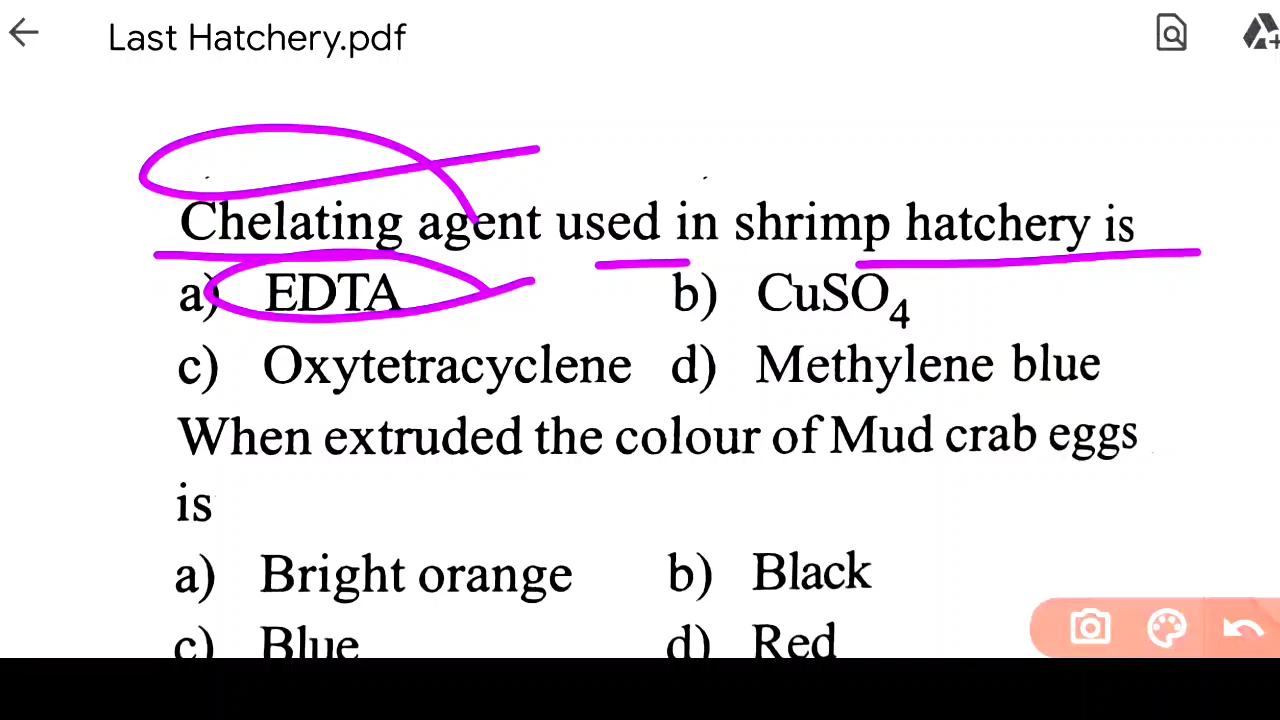 Last Hatchery.pdf
Chelating agent used in shrimp hatchery is
a) EDTA b) CuSO₄
c) Oxytetracyclene d) Methylene blue
When extruded the colour of Mud crab eggs
is
a) Bright orange b) Black
c) Blue d) Red